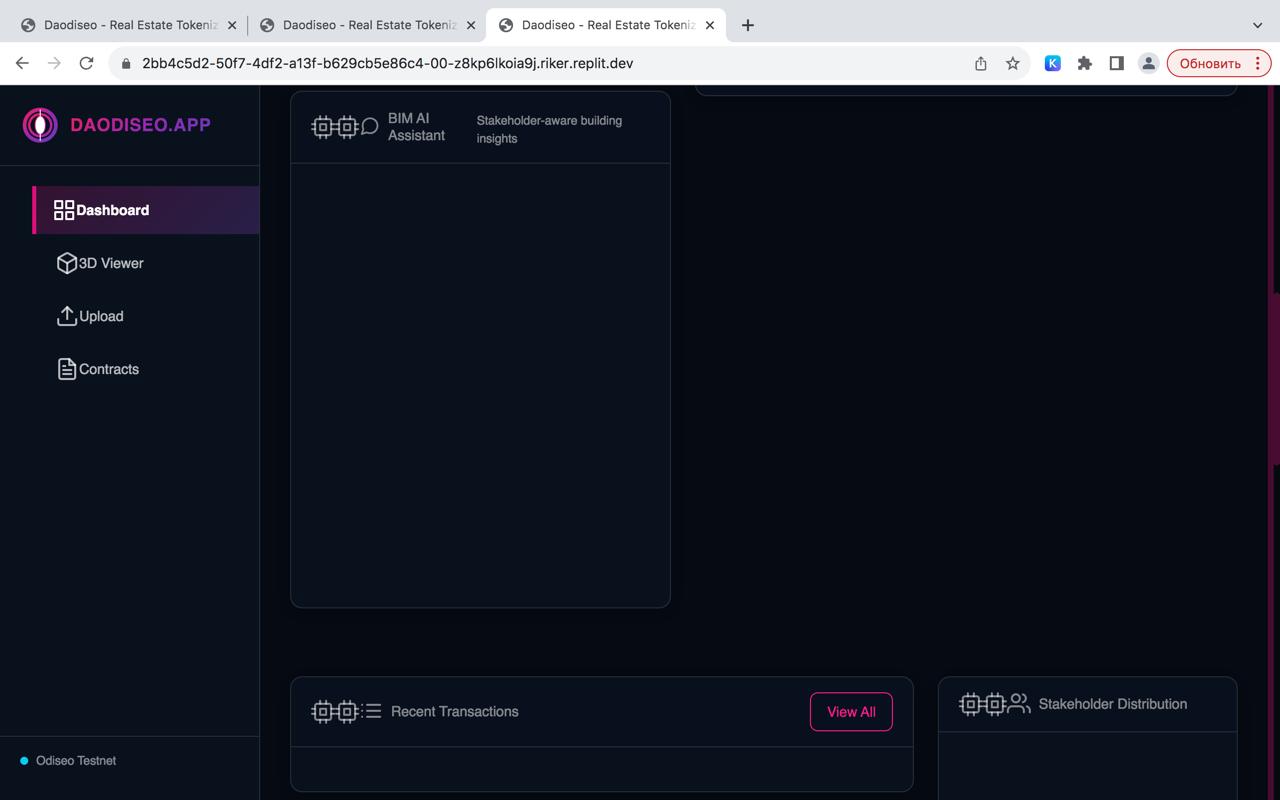 Daodiseo - Real Estate Tokeniz
Daodiseo - Real Estate Tokeniz
Daodiseo - Real Estate Tokeniz
2bb4c5d2-50f7-4df2-a13f-b629cb5e86c4-00-z8kp6lkoia9j.riker.replit.dev
Обновить
DAODISEO.APP
Dashboard
3D Viewer
Upload
Contracts
Odiseo Testnet
BIM AI
Assistant
Stakeholder-aware building
insights
Recent Transactions
View All
Stakeholder Distribution